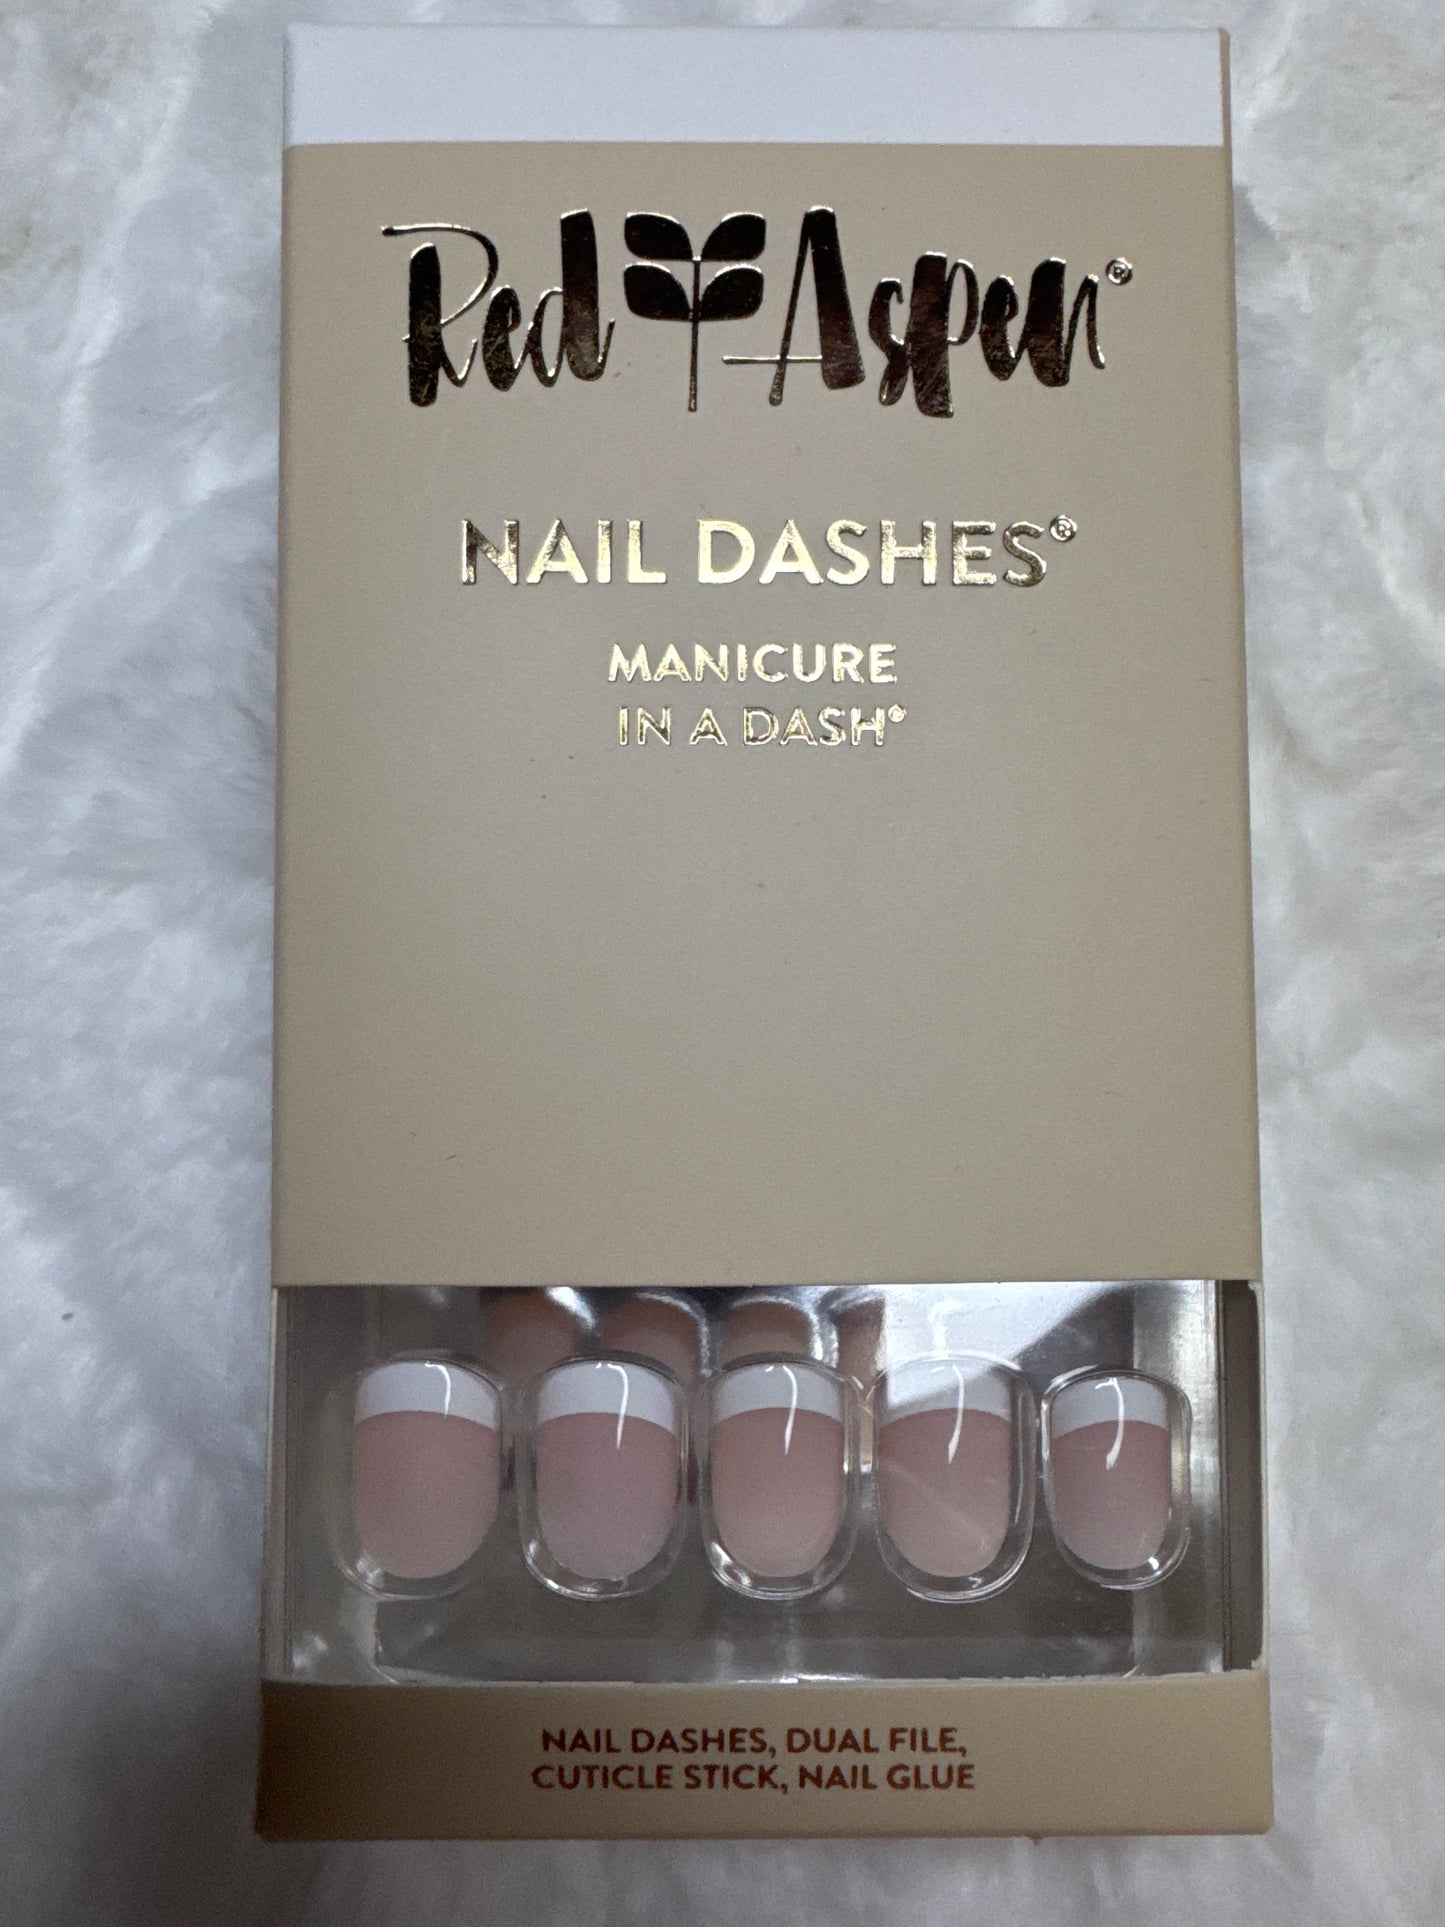 Red Aspen®
NAIL DASHES®
MANICURE
IN A DASH®
NAIL DASHES, DUAL FILE,
CUTICLE STICK, NAIL GLUE